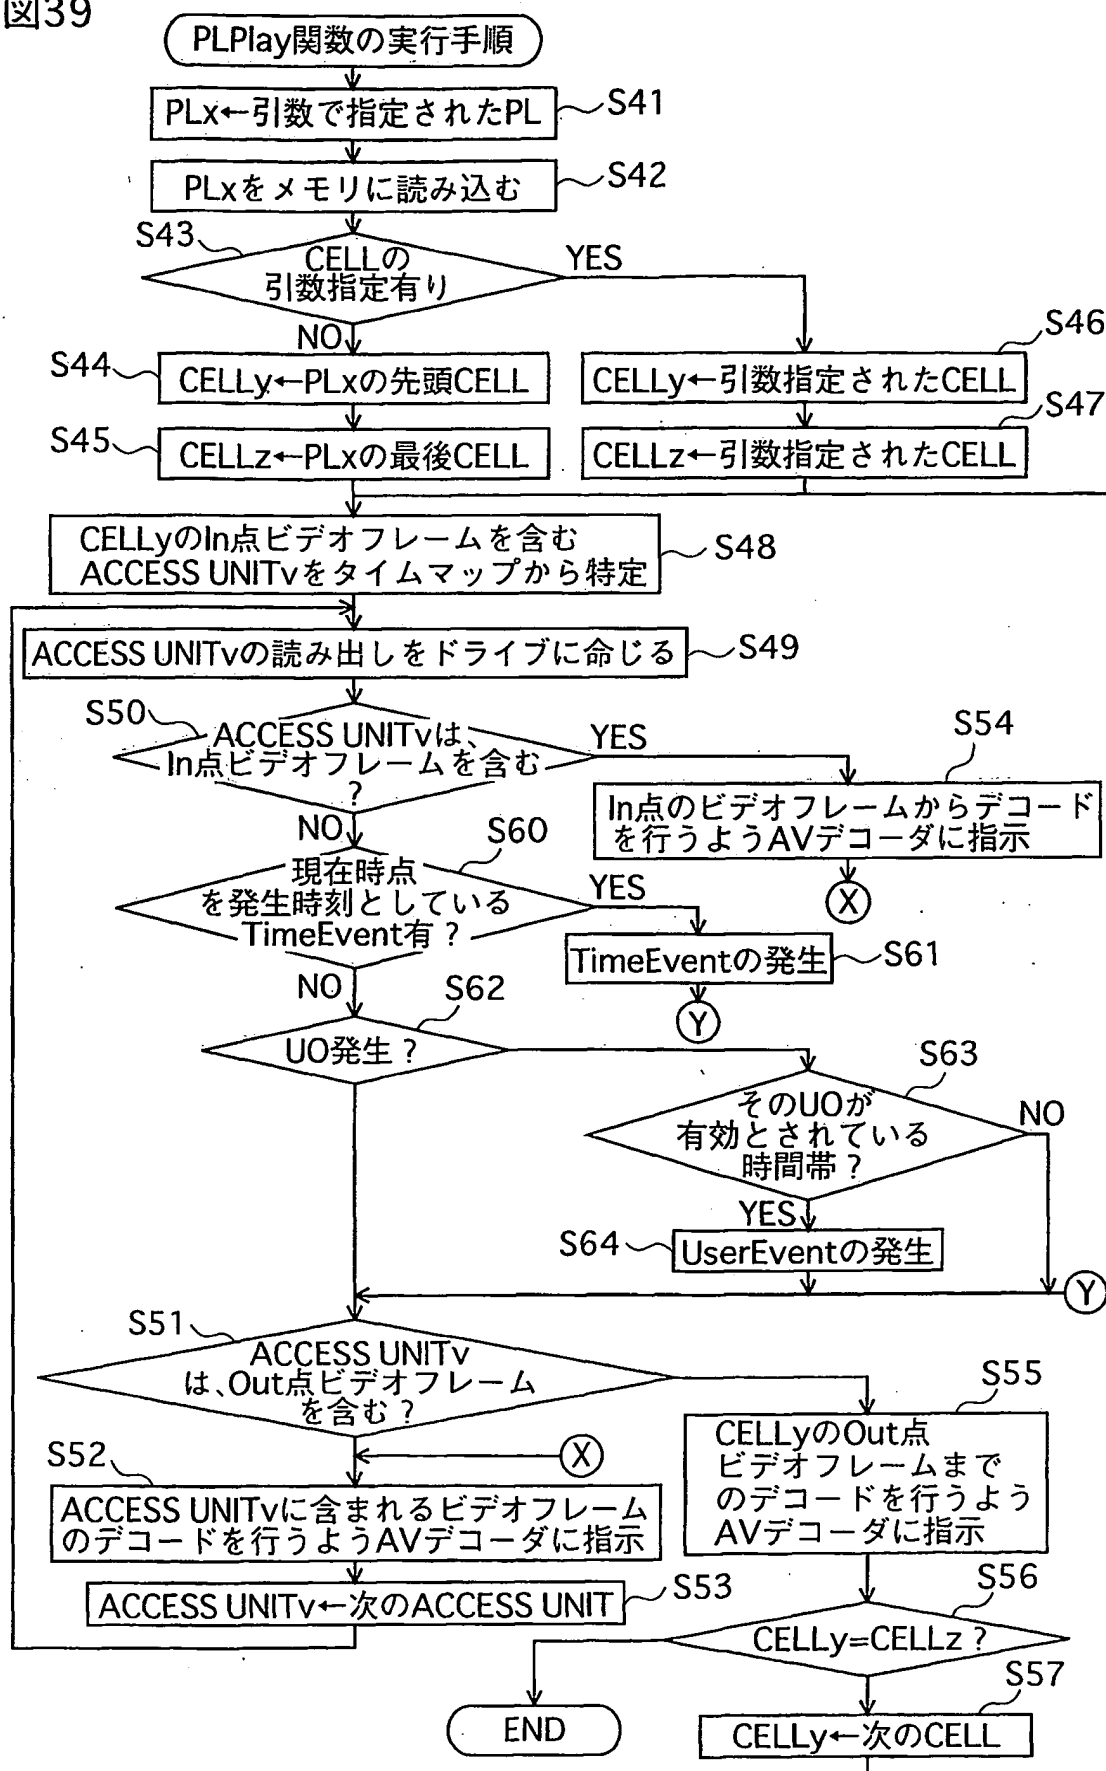 図39
PLPlay関数の実行手順
PLx←引数で指定されたPL
S41
PLxをメモリに読み込む
S42
S43
CELLの
引数指定有り
YES
NO
S44
CELLy←PLxの先頭CELL
S46
CELLy←引数指定されたCELL
S45
CELLz←PLxの最後CELL
S47
CELLz←引数指定されたCELL
CELLyのIn点ビデオフレームを含む
ACCESS UNITvをタイムマップから特定
S48
ACCESS UNITvの読み出しをドライブに命じる
S49
S50
ACCESS UNITvは、
In点ビデオフレームを含む
?
YES
NO
S54
In点のビデオフレームからデコード
を行うようAVデコーダに指示
X
S60
現在時点
を発生時刻としている
TimeEvent有?
YES
NO
TimeEventの発生
S61
Y
S62
UO発生?
S63
そのUOが
有効とされている
時間帯?
NO
YES
S64
UserEventの発生
Y
S51
ACCESS UNITv
は、Out点ビデオフレーム
を含む?
X
S52
ACCESS UNITvに含まれるビデオフレーム
のデコードを行うようAVデコーダに指示
ACCESS UNITv←次のACCESS UNIT
S53
S55
CELLyのOut点
ビデオフレームまで
のデコードを行うよう
AVデコーダに指示
S56
CELLy=CELLz?
END
S57
CELLy←次のCELL